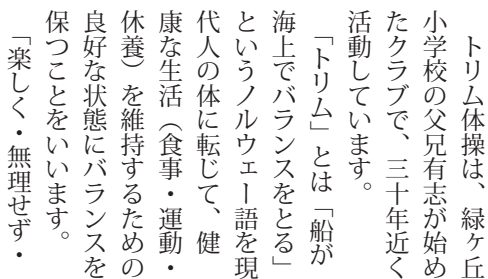 トリム体操は、緑ヶ丘
小学校の父兄有志が始め
たクラブで、三十年近く
活動しています。
「トリム」とは「船が
海上でバランスをとる」
というノルウェー語を現
代人の体に転じて、健
康な生活（食事・運動・
休養）を維持するための
良好な状態にバランスを
保つことをいいます。
「楽しく・無理せず・